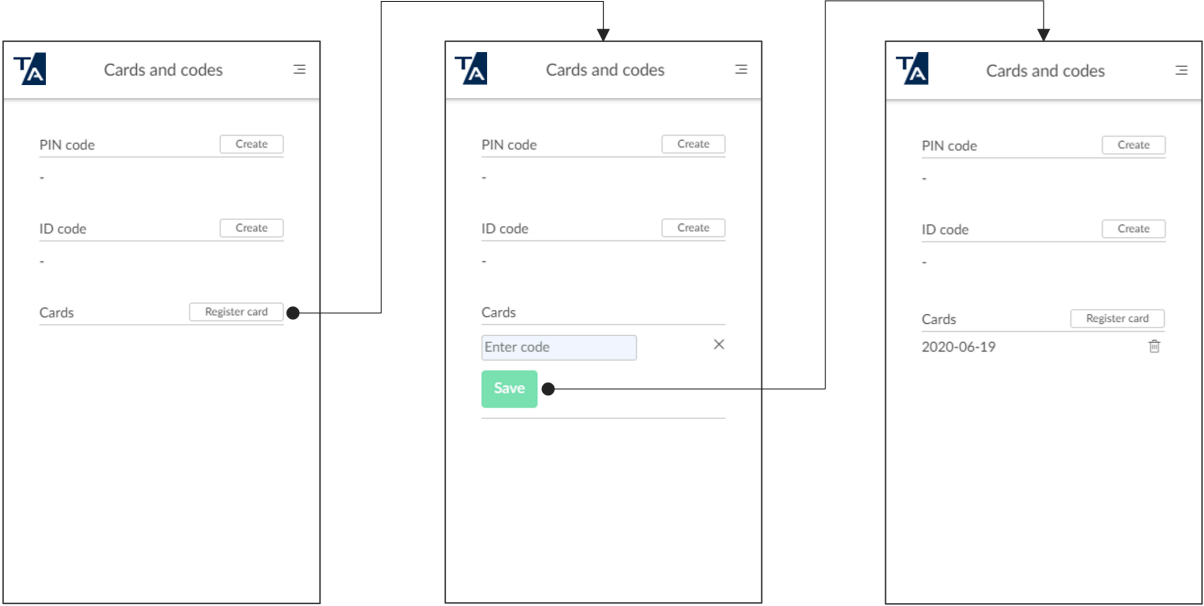 TA
Cards and codes
PIN code
Create
-
ID code
Create
-
Cards
Register card
TA
Cards and codes
PIN code
Create
-
ID code
Create
-
Cards
Enter code
Save
TA
Cards and codes
PIN code
Create
-
ID code
Create
-
Cards
Register card
2020-06-19